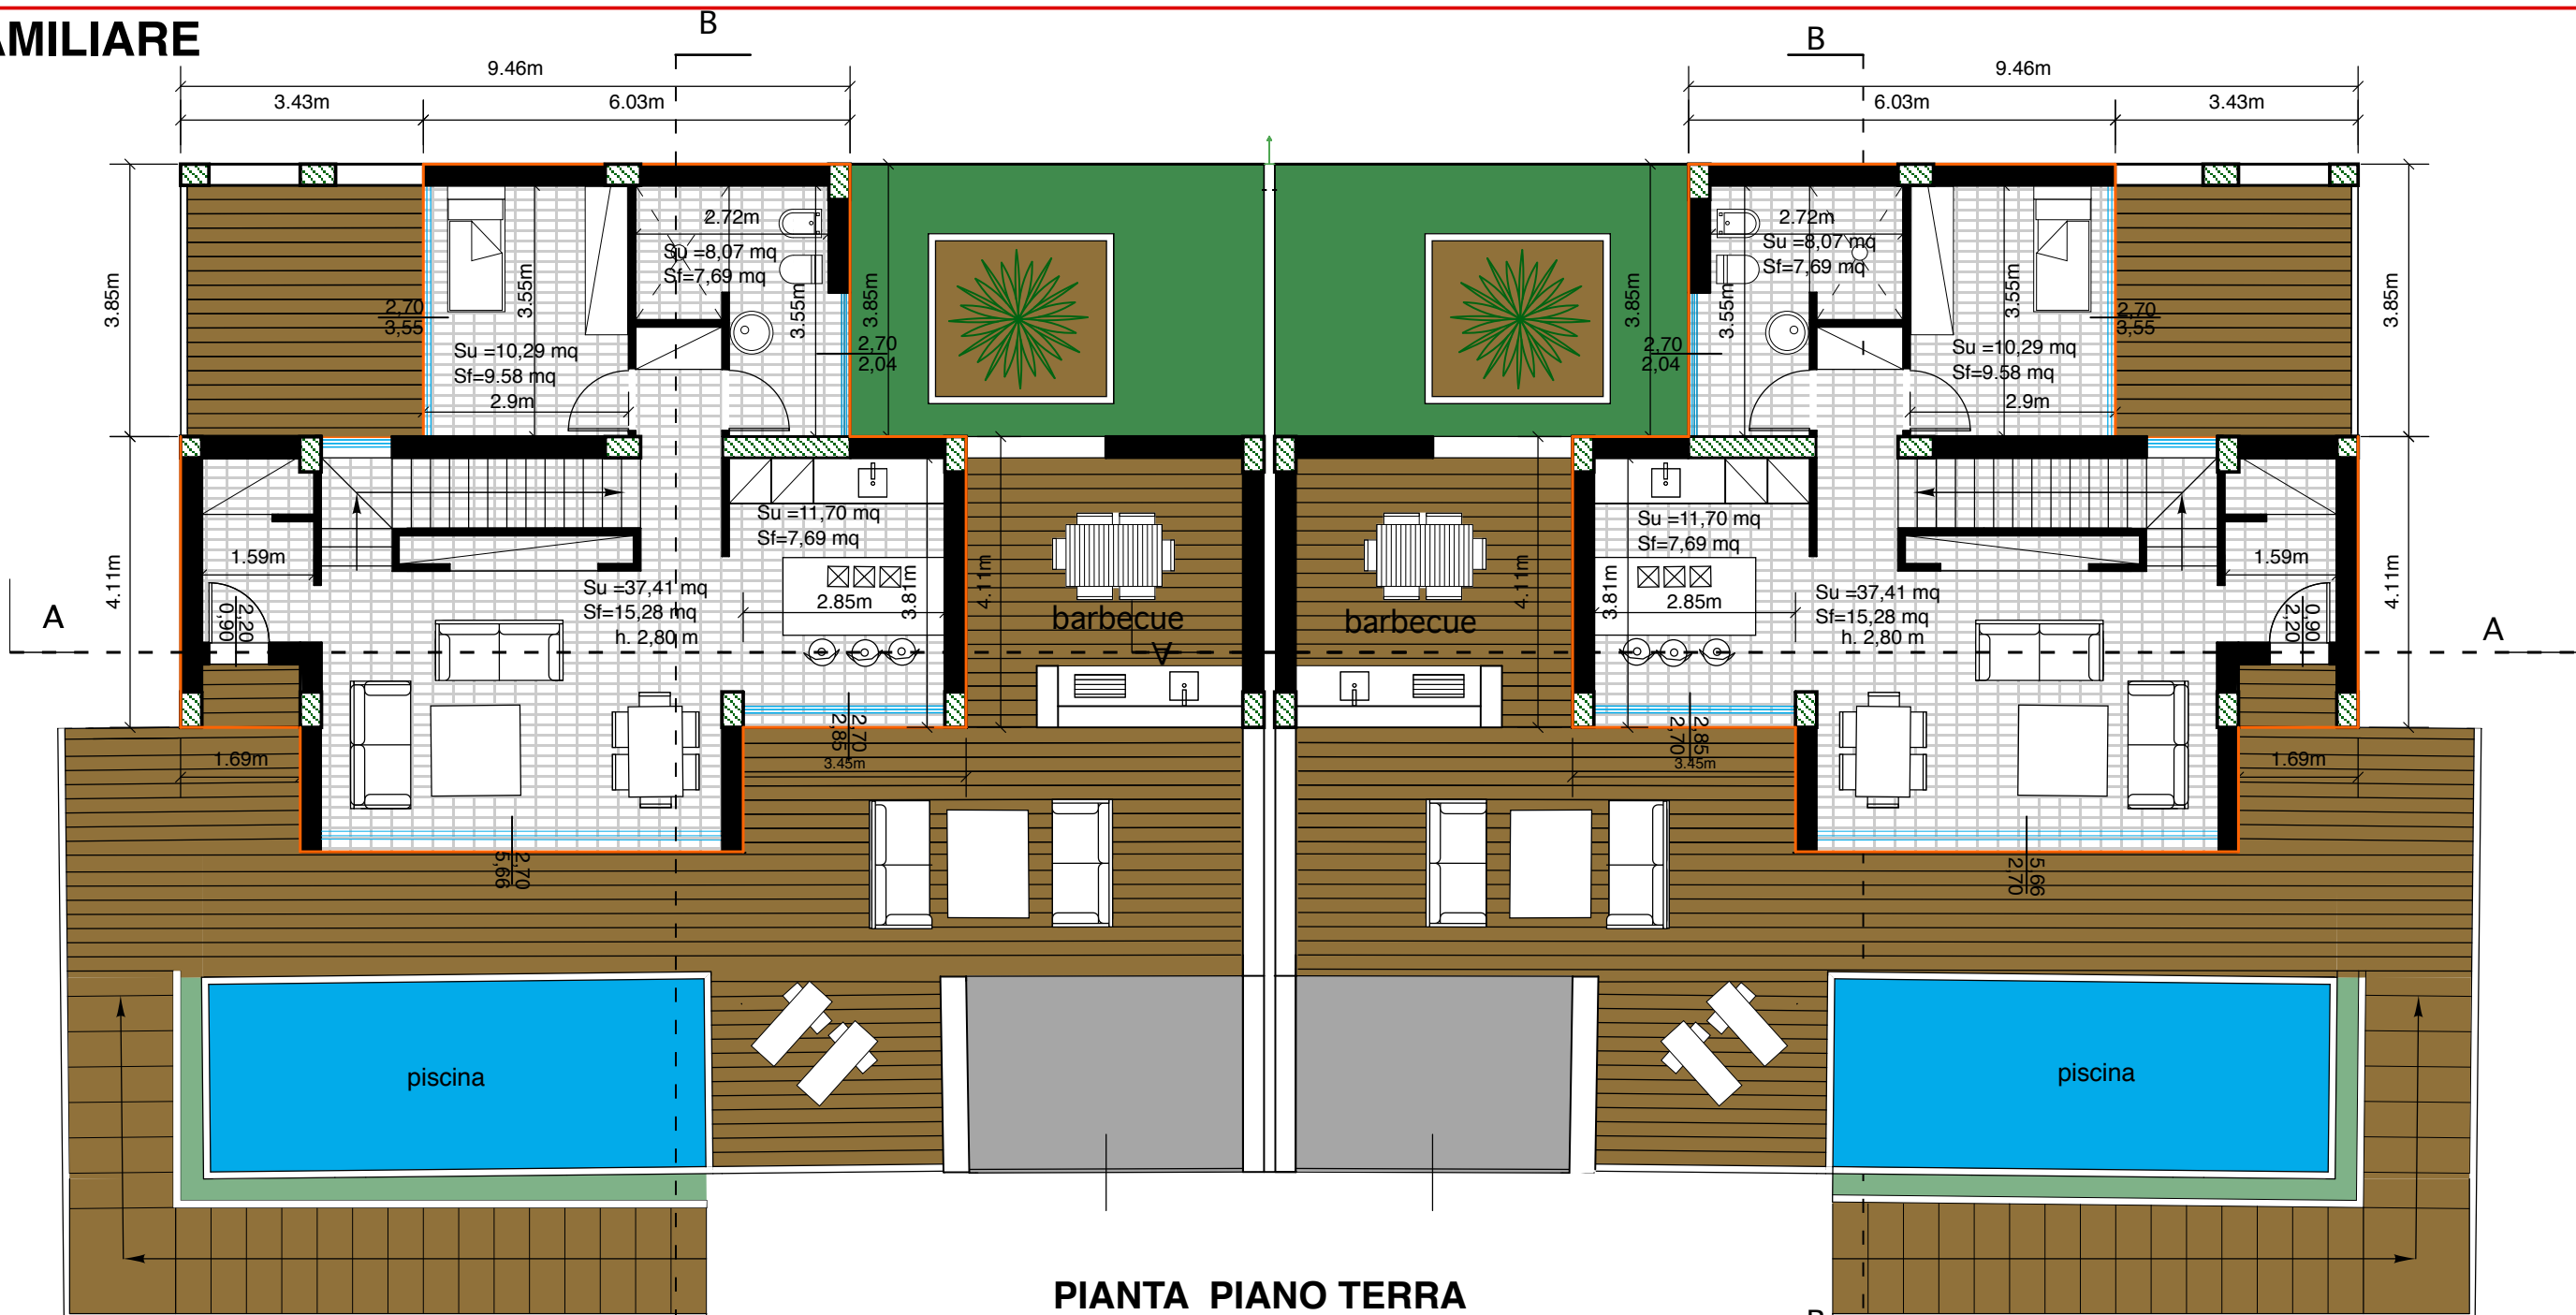 AMILIARE
B
B
9.46m
9.46m
3.43m
6.03m
6.03m
3.43m
2.72m
Su =8,07 mq
Sf=7,69 mq
2.72m
Su =8,07 mq
Sf=7,69 mq
3.85m
3.55m
3.55m
3.85m
3.85m
3.55m
3.55m
3.85m
2,70
3,55
2,70
2,04
2,70
2,04
2,70
3,55
Su =10,29 mq
Sf=9.58 mq
2.9m
Su =10,29 mq
Sf=9.58 mq
2.9m
Su =11,70 mq
Sf=7,69 mq
Su =11,70 mq
Sf=7,69 mq
4.11m
1.59m
Su =37,41 mq
Sf=15,28 mq
h. 2,80 m
2.85m
3.81m
4.11m
4.11m
3.81m
2.85m
Su =37,41 mq
Sf=15,28 mq
h. 2,80 m
1.59m
4.11m
2,20
0,90
0,90
2,20
A
barbecue
A
barbecue
A
2,70
2,85
3.45m
2,85
2,70
3.45m
1.69m
1.69m
2,70
5,66
5,66
2,70
piscina
piscina
PIANTA PIANO TERRA
B